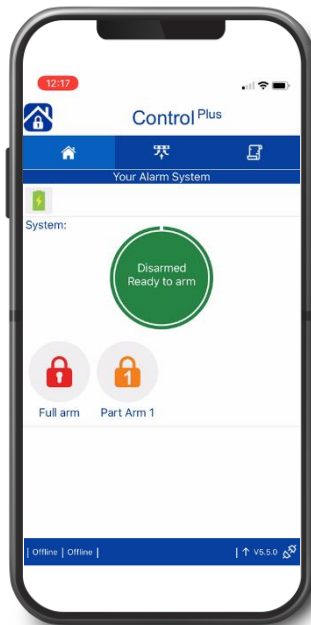 12:17
Control Plus
Your Alarm System
System:
Disarmed
Ready to arm
1
Full arm Part Arm 1
| Offline | Offline | | ↑ V5.5.0